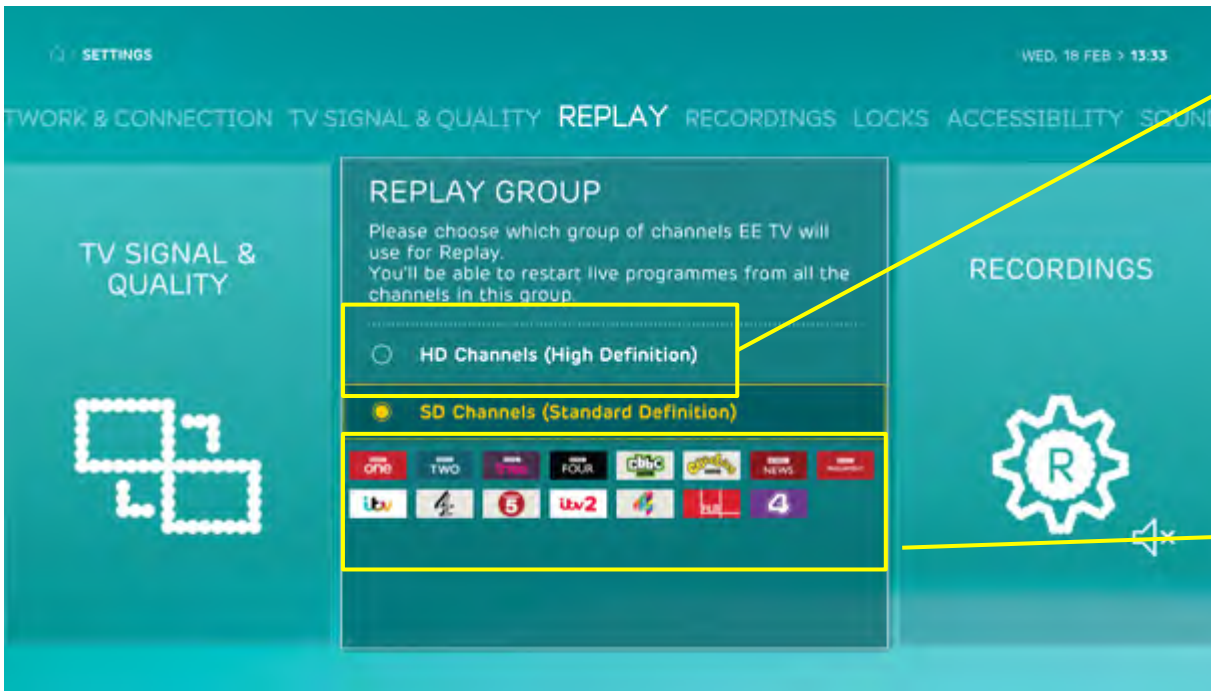 SETTINGS
WED, 18 FEB > 13:33
TWORK & CONNECTION TV SIGNAL & QUALITY REPLAY RECORDINGS LOCKS ACCESSIBILITY SOUN
TV SIGNAL &
QUALITY
REPLAY GROUP
Please choose which group of channels EE TV will
use for Replay.
You'll be able to restart live programmes from all the
channels in this group.
HD Channels (High Definition)
SD Channels (Standard Definition)
one TWO FOUR cbbc NEWS
itv 4 5 itv2 4 4
RECORDINGS
R